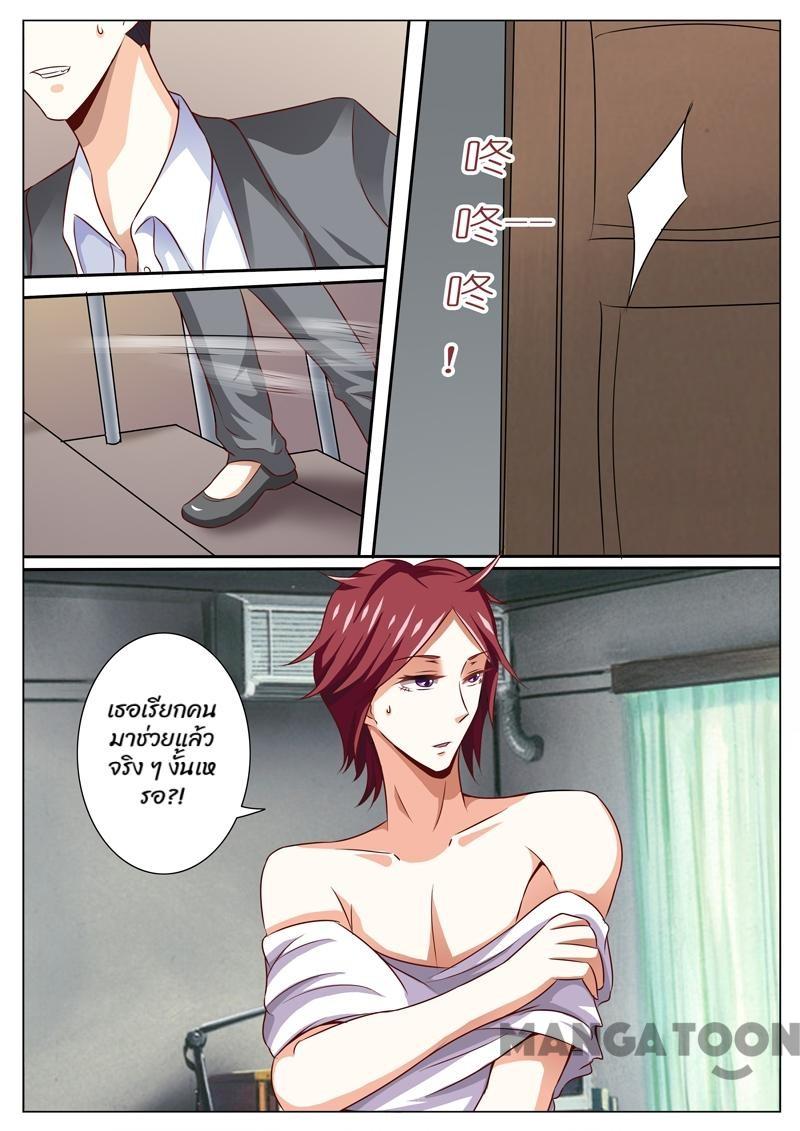 咚
咚--
咚
!
เธอเรียกคน
มาช่วยแล้ว
จริง ๆ งั้นเห
รอ?!
MANGATOON